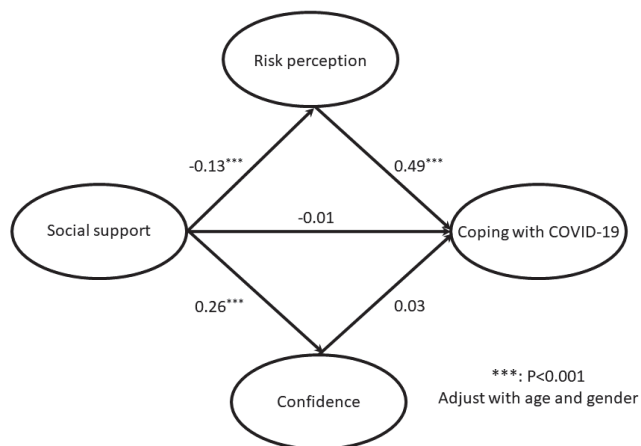 Risk perception
-0.13***
0.49***
-0.01
Social support
Coping with COVID-19
0.26***
0.03
Confidence
***: P<0.001
Adjust with age and gender